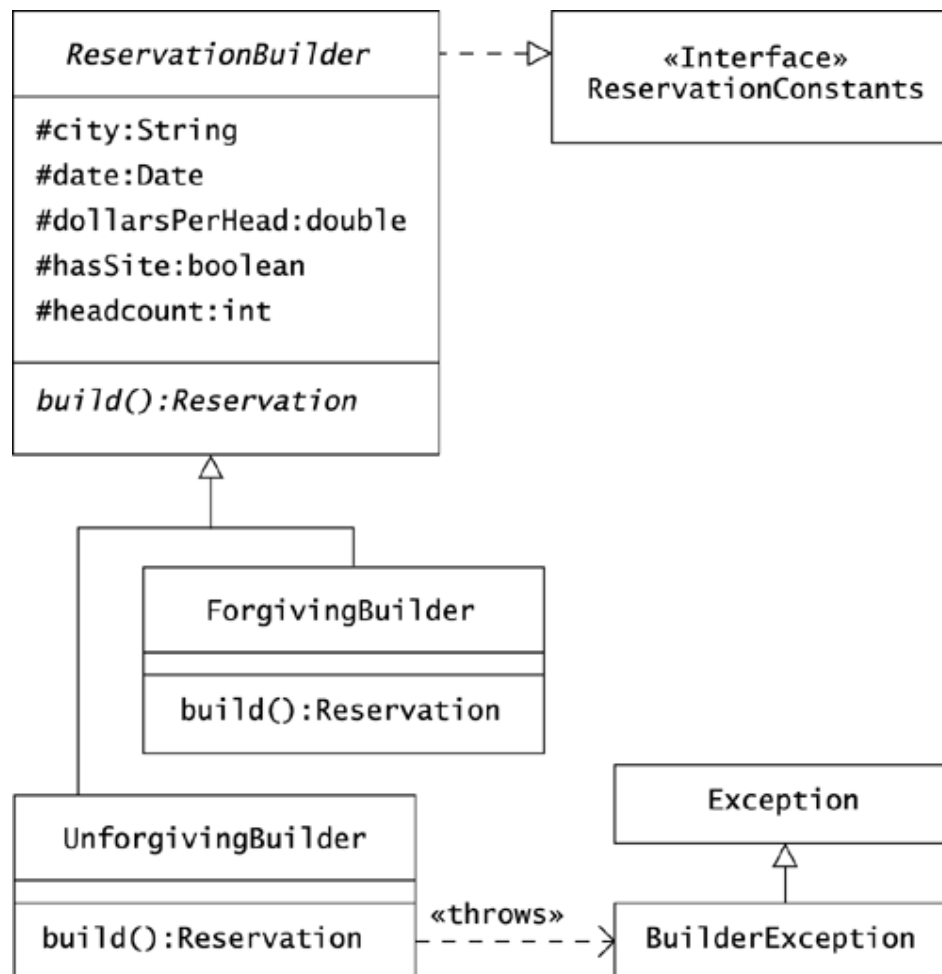 ReservationBuilder
«Interface»
ReservationConstants
#city:String
#date:Date
#dollarsPerHead:double
#hasSite:boolean
#headcount:int
build():Reservation
ForgivingBuilder
build():Reservation
UnforgivingBuilder
build():Reservation
«throws»
Exception
BuilderException